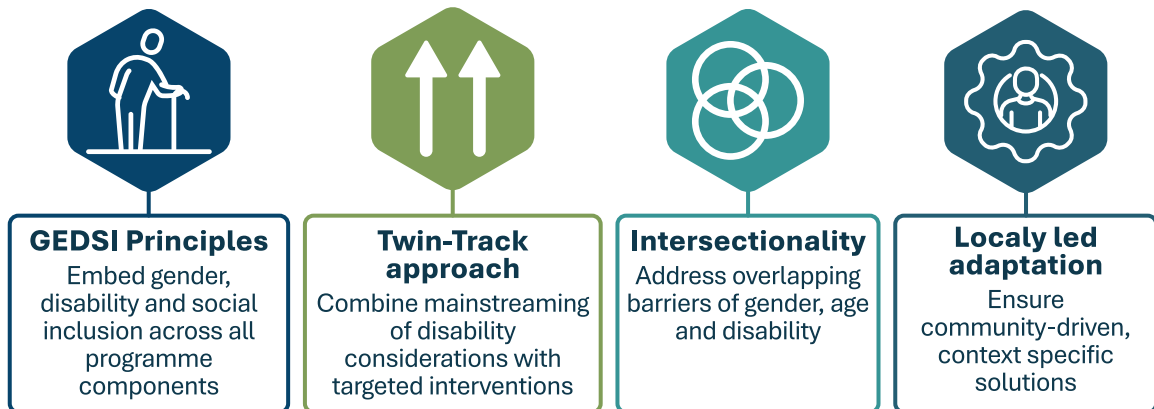 GEDSI Principles
Embed gender,
disability and social
inclusion across all
programme
components
Twin-Track
approach
Combine mainstreaming
of disability
considerations with
targeted interventions
Intersectionality
Address overlapping
barriers of gender, age
and disability
Localy led
adaptation
Ensure
community-driven,
context specific
solutions